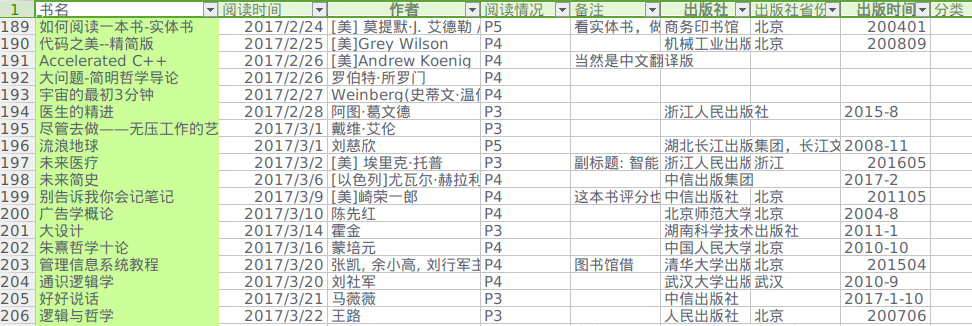 1 书名 阅读时间 作者 阅读情况 备注 出版社 出版社省份 出版时间 分类
189 如何阅读一本书-实体书 2017/2/24 [美] 莫提默·J. 艾德勒 / P5 看实体书，做 商务印书馆 北京 200401
190 代码之美--精简版 2017/2/25 [美]Grey Wilson P4 机械工业出版 北京 200809
191 Accelerated C++ 2017/2/26 [美]Andrew Koenig P4 当然是中文翻译版
192 大问题-简明哲学导论 2017/2/26 罗伯特·所罗门 P4
193 宇宙的最初3分钟 2017/2/27 Weinberg(史蒂文·温 P4
194 医生的精进 2017/2/28 阿图·葛文德 P3 浙江人民出版社 2015-8
195 尽管去做——无压工作的艺 2017/3/1 戴维·艾伦 P3
196 流浪地球 2017/3/1 刘慈欣 P5 湖北长江出版集团，长江文 2008-11
197 未来医疗 2017/3/2 [美] 埃里克·托普 P3 副标题: 智能 浙江人民出版 浙江 201605
198 未来简史 2017/3/6 [以色列]尤瓦尔·赫拉利 P4 中信出版集团 2017-2
199 别告诉我你会记笔记 2017/3/9 [美]崎荣一郎 P4 这本书评分也 中信出版社 北京 201105
200 广告学概论 2017/3/10 陈先红 P4 北京师范大学 北京 2004-8
201 大设计 2017/3/14 霍金 P3 湖南科学技术出版社 2011-1
202 朱熹哲学十论 2017/3/16 蒙培元 P4 中国人民大学 北京 2010-10
203 管理信息系统教程 2017/3/20 张凯, 余小高, 刘行军主 P4 图书馆借 清华大学出版 北京 201504
204 通识逻辑学 2017/3/20 刘社军 P4 武汉大学出版 武汉 2010-9
205 好好说话 2017/3/21 马薇薇 P3 中信出版社 2017-1-10
206 逻辑与哲学 2017/3/22 王路 P3 人民出版社 北京 200706